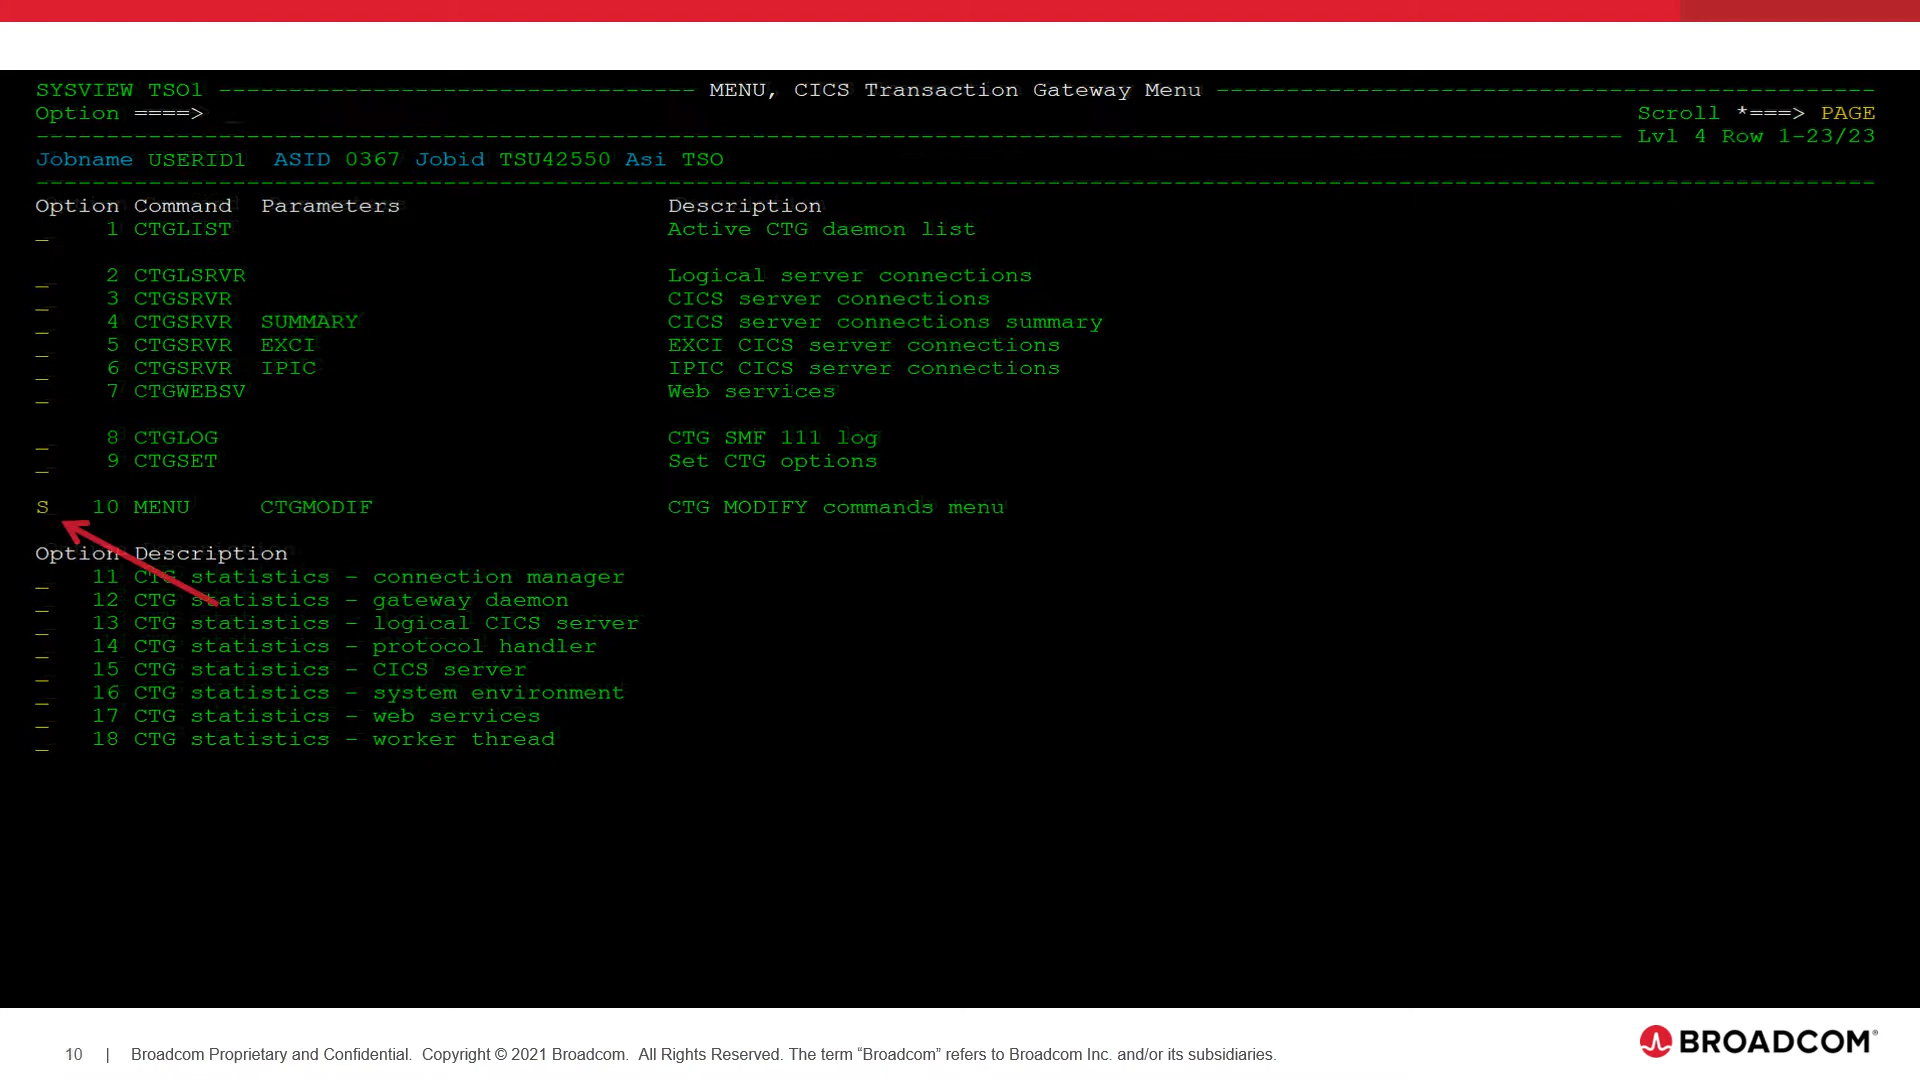 SYSVIEW TSO1 ---------------------------------- MENU, CICS Transaction Gateway Menu -----------------------------------------------
Option ====> Scroll *===> PAGE
----------------------------------------------------------------------------------------------------------------- Lvl 4 Row 1-23/23
Jobname USERID1 ASID 0367 Jobid TSU42550 Asi TSO
-----------------------------------------------------------------------------------------------------------------------------------
Option Command Parameters Description
_ 1 CTGLIST Active CTG daemon list
_ 2 CTGLSRVR Logical server connections
_ 3 CTGSRVR CICS server connections
_ 4 CTGSRVR SUMMARY CICS server connections summary
_ 5 CTGSRVR EXCI EXCI CICS server connections
_ 6 CTGSRVR IPIC IPIC CICS server connections
_ 7 CTGWEBSV Web services
_ 8 CTGLOG CTG SMF 111 log
_ 9 CTGSET Set CTG options
S 10 MENU CTGMODIF CTG MODIFY commands menu
Option Description
_ 11 CTG statistics - connection manager
_ 12 CTG statistics - gateway daemon
_ 13 CTG statistics - logical CICS server
_ 14 CTG statistics - protocol handler
_ 15 CTG statistics - CICS server
_ 16 CTG statistics - system environment
_ 17 CTG statistics - web services
_ 18 CTG statistics - worker thread
10 | Broadcom Proprietary and Confidential. Copyright © 2021 Broadcom. All Rights Reserved. The term “Broadcom” refers to Broadcom Inc. and/or its subsidiaries.
BROADCOM®